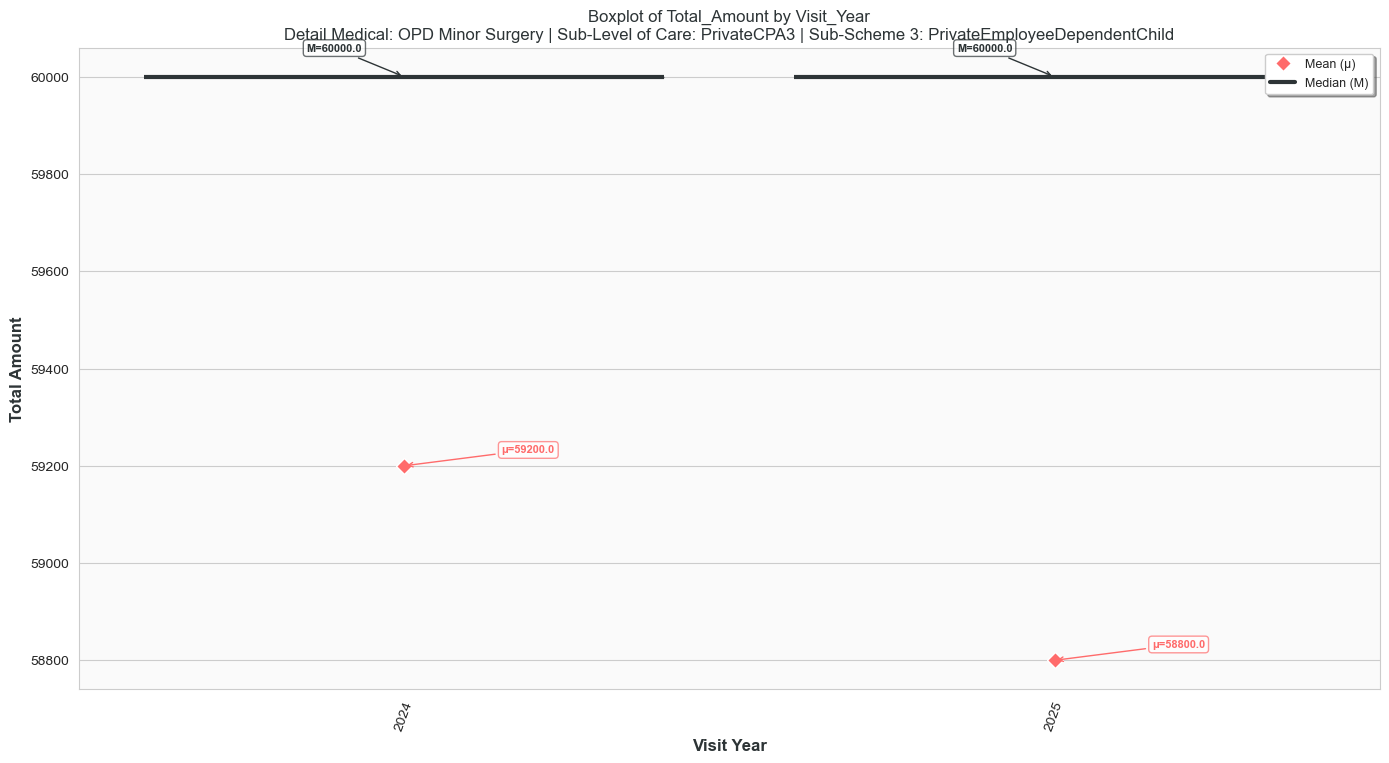 Boxplot of Total_Amount by Visit_Year
Detail Medical: OPD Minor Surgery | Sub-Level of Care: PrivateCPA3 | Sub-Scheme 3: PrivateEmployeeDependentChild
M=60000.0
M=60000.0
Mean (μ)
Median (M)
60000
59800
59600
59400
59200
59000
58800
Total Amount
μ=59200.0
μ=58800.0
2024
2025
Visit Year